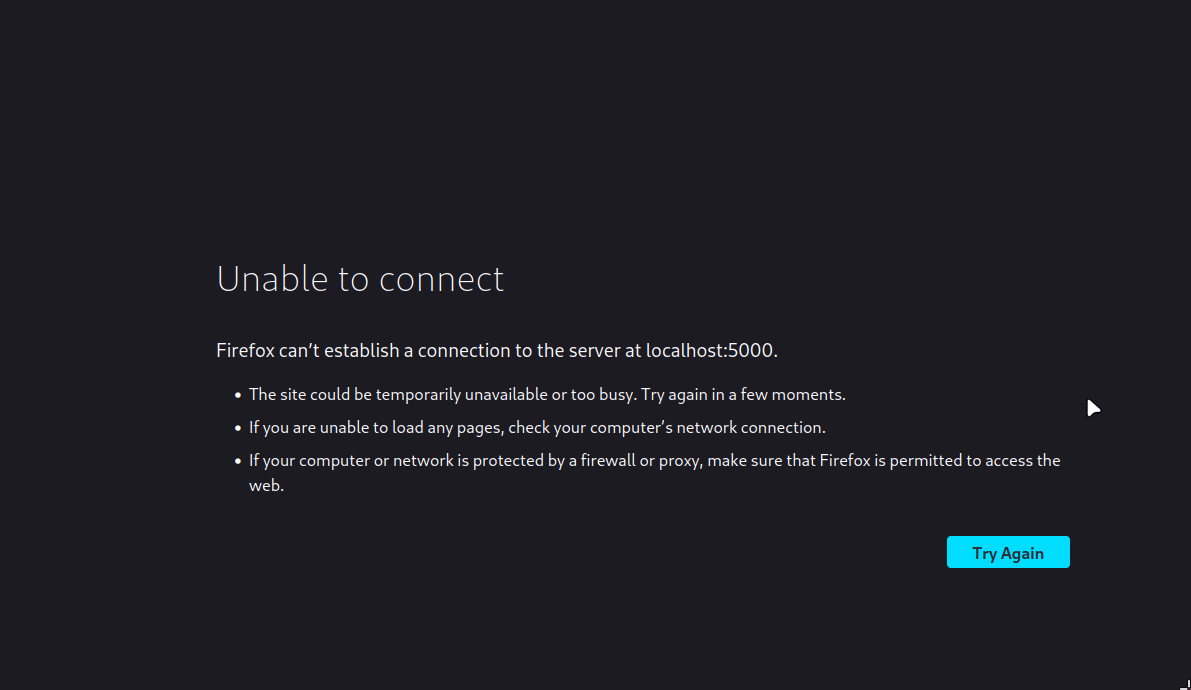 Unable to connect
Firefox can’t establish a connection to the server at localhost:5000.
• The site could be temporarily unavailable or too busy. Try again in a few moments.
• If you are unable to load any pages, check your computer’s network connection.
• If your computer or network is protected by a firewall or proxy, make sure that Firefox is permitted to access the
web.
Try Again